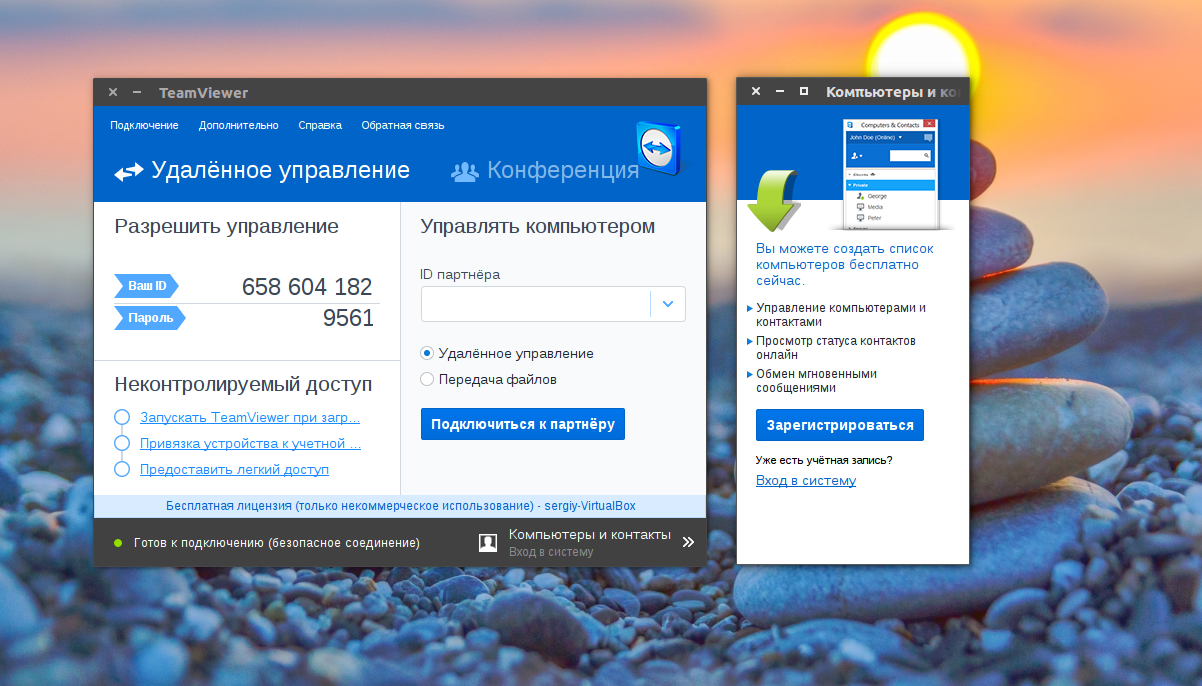 TeamViewer
Подключение Дополнительно Справка Обратная связь
Удалённое управление Конференция
Разрешить управление
Ваш ID 658 604 182
Пароль 9561
Неконтролируемый доступ
Запускать TeamViewer при загр...
Привязка устройства к учетной ...
Предоставить легкий доступ
Управлять компьютером
ID партнёра
Удалённое управление
Передача файлов
Подключиться к партнёру
Бесплатная лицензия (только некоммерческое использование) - sergiy-VirtualBox
Готов к подключению (безопасное соединение)
Компьютеры и контакты
Вход в систему
Компьютеры и ко
Computers & Contacts
John Doe (Online)
Private
George
Media
Peter
Вы можете создать список
компьютеров бесплатно
сейчас.
Управление компьютерами и
контактами
Просмотр статуса контактов
онлайн
Обмен мгновенными
сообщениями
Зарегистрироваться
Уже есть учётная запись?
Вход в систему